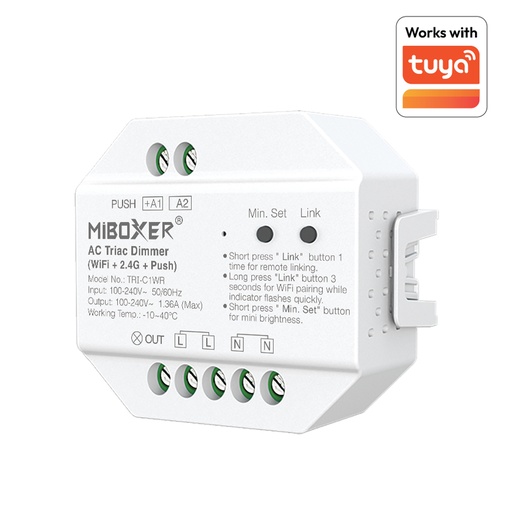 Works with
tuya
PUSH +A1 A2
MiBOXER®
AC Triac Dimmer
(WiFi + 2.4G + Push)
Model No.: TRI-C1WR
Input: 100-240V~ 50/60Hz
Output: 100-240V~ 1.36A (Max)
Working Temp.: -10~40°C
Min. Set Link
Short press " Link" button 1
time for remote linking.
Long press "Link" button 3
seconds for WiFi pairing while
indicator flashes quickly.
Short press " Min. Set" button
for mini brightness.
OUT L L N N